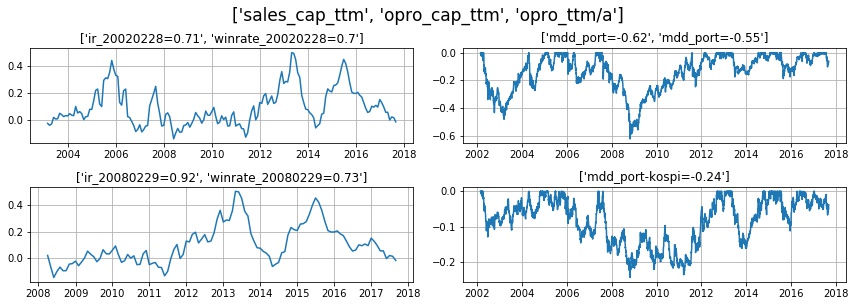 ['sales_cap_ttm', 'opro_cap_ttm', 'opro_ttm/a']
['ir_20020228=0.71', 'winrate_20020228=0.7']
0.4
0.2
0.0
2004 2006 2008 2010 2012 2014 2016 2018
['mdd_port=-0.62', 'mdd_port=-0.55']
0.0
−0.2
−0.4
−0.6
2002 2004 2006 2008 2010 2012 2014 2016 2018
['ir_20080229=0.92', 'winrate_20080229=0.73']
0.4
0.2
0.0
2008 2009 2010 2011 2012 2013 2014 2015 2016 2017 2018
['mdd_port-kospi=-0.24']
0.0
−0.1
−0.2
2002 2004 2006 2008 2010 2012 2014 2016 2018